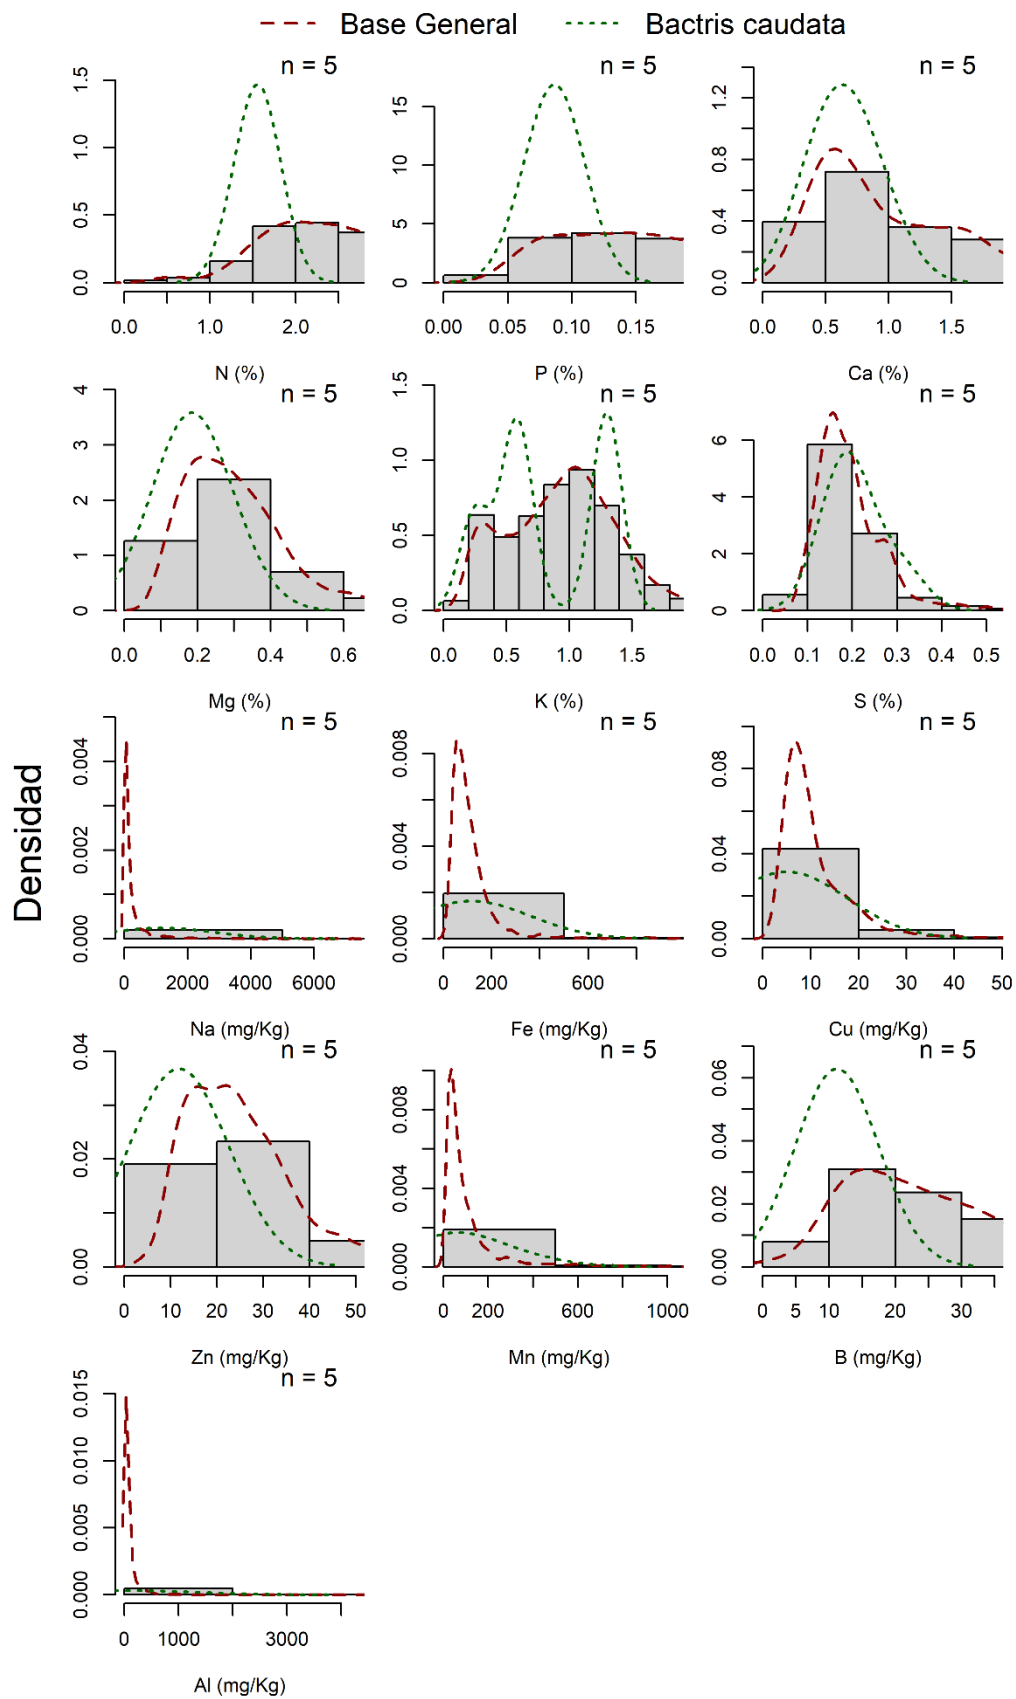 Base General Bactris caudata
n = 5 n = 5 n = 5
0.0 0.5 1.0 1.5
0 5 10 15
0.0 0.4 0.8 1.2
0.0 1.0 2.0
0.00 0.05 0.10 0.15
0.0 0.5 1.0 1.5
N (%) P (%) Ca (%)
n = 5 n = 5 n = 5
0 1 2 3 4
0.0 0.5 1.0 1.5
0 2 4 6
0.0 0.2 0.4 0.6
0.0 0.5 1.0 1.5
0.0 0.1 0.2 0.3 0.4 0.5
Mg (%) K (%) S (%)
n = 5 n = 5 n = 5
Densidad
0.000 0.002 0.004
0.000 0.004 0.008
0.00 0.04 0.08
0 2000 4000 6000
0 200 600
0 10 20 30 40 50
Na (mg/Kg) Fe (mg/Kg) Cu (mg/Kg)
n = 5 n = 5 n = 5
0.00 0.02 0.04
0.000 0.004 0.008
0.00 0.02 0.04 0.06
0 10 20 30 40 50
0 200 600 1000
0 5 10 20 30
Zn (mg/Kg) Mn (mg/Kg) B (mg/Kg)
n = 5
0.000 0.005 0.010 0.015
0 1000 3000
Al (mg/Kg)